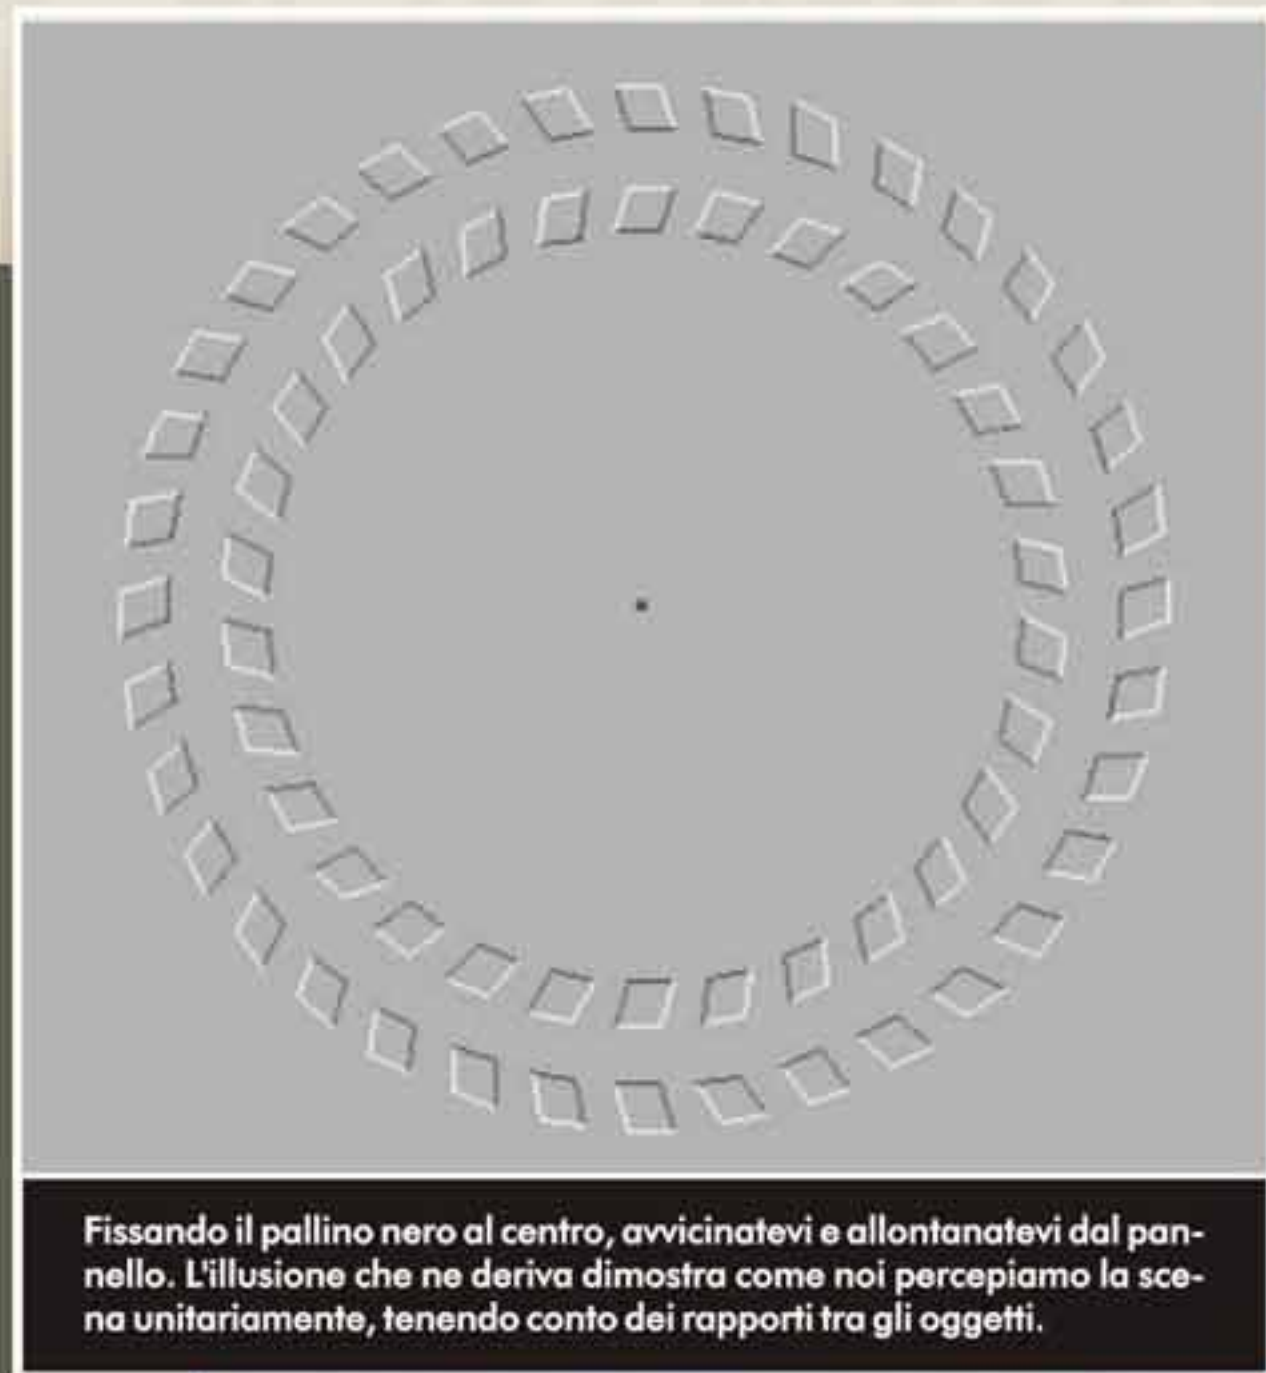 Fissando il pallino nero al centro, avvicinatevi e allontanatevi dal pan-
nello. L'illusione che ne deriva dimostra come noi percepiamo la sce-
na unitariamente, tenendo conto dei rapporti tra gli oggetti.